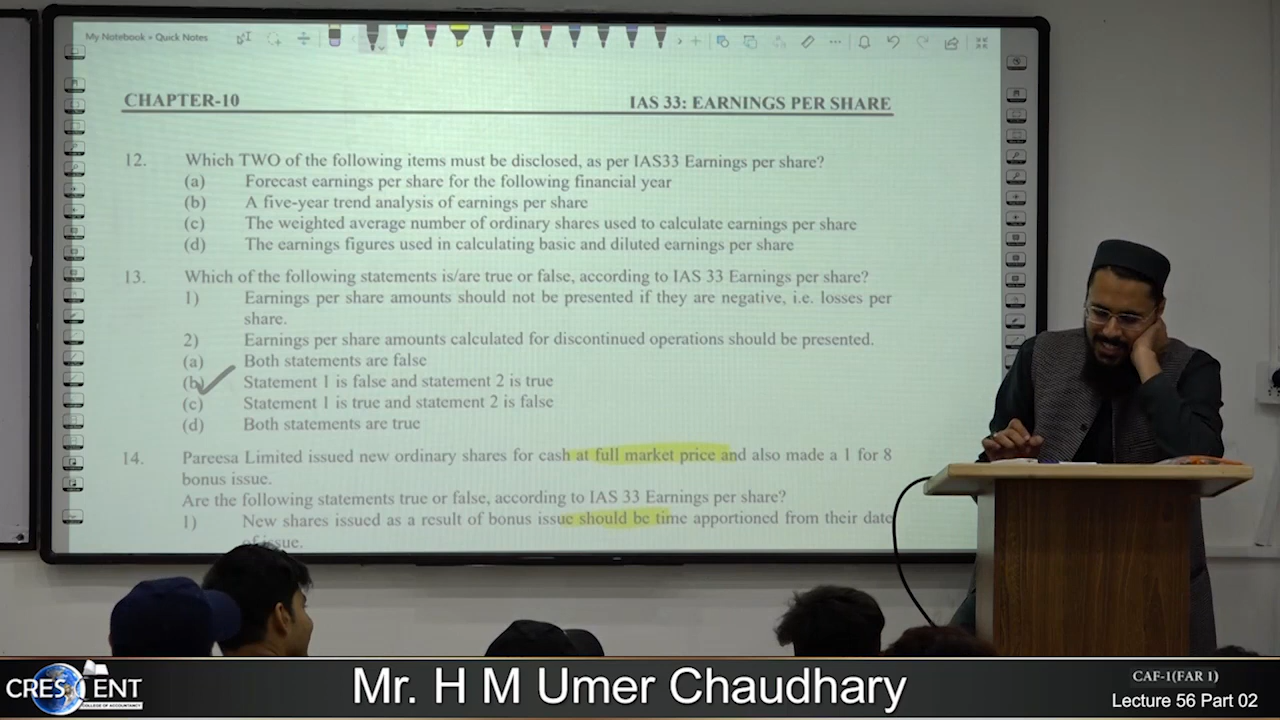 My Notebook » Quick Notes
CHAPTER-10 IAS 33: EARNINGS PER SHARE
12. Which TWO of the following items must be disclosed, as per IAS33 Earnings per share?
(a) Forecast earnings per share for the following financial year
(b) A five-year trend analysis of earnings per share
(c) The weighted average number of ordinary shares used to calculate earnings per share
(d) The earnings figures used in calculating basic and diluted earnings per share
13. Which of the following statements is/are true or false, according to IAS 33 Earnings per share?
1) Earnings per share amounts should not be presented if they are negative, i.e. losses per
share.
2) Earnings per share amounts calculated for discontinued operations should be presented.
(a) Both statements are false
(b) Statement 1 is false and statement 2 is true
(c) Statement 1 is true and statement 2 is false
(d) Both statements are true
14. Pareesa Limited issued new ordinary shares for cash at full market price and also made a 1 for 8
bonus issue.
Are the following statements true or false, according to IAS 33 Earnings per share?
1) New shares issued as a result of bonus issue should be time apportioned from their date
of issue.
CRESCENT
COLLEGE OF ACCOUNTANCY
Mr. H M Umer Chaudhary
CAF-1(FAR 1)
Lecture 56 Part 02